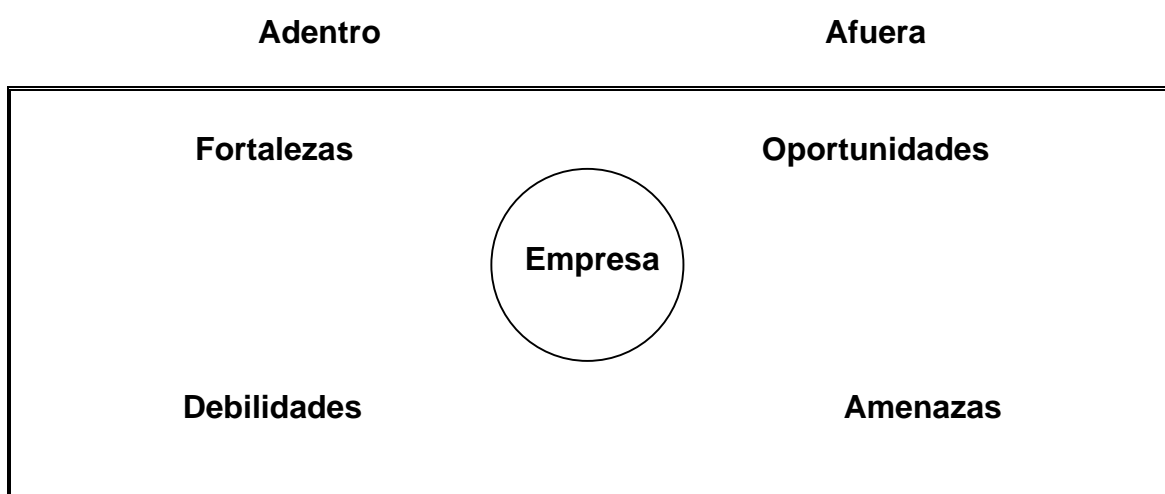 Adentro Afuera
Fortalezas Oportunidades
Empresa
Debilidades Amenazas